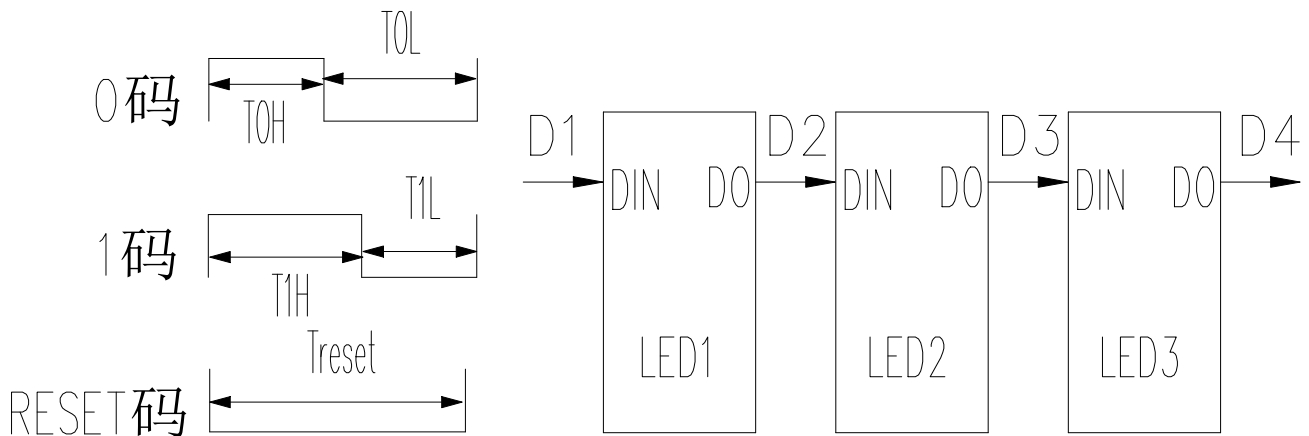 0码
T0H
T0L
1码
T1H
T1L
RESET码
Treset
D1
DIN
DO
LED1
D2
DIN
DO
LED2
D3
DIN
DO
LED3
D4